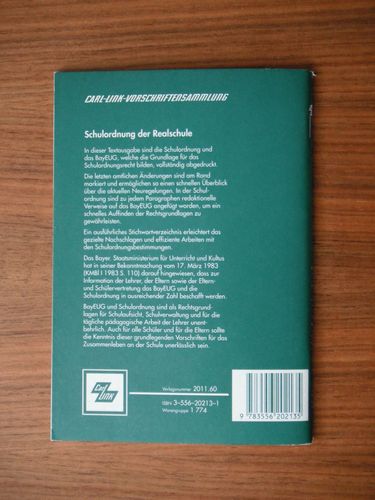 CARL-LINK-VORSCHRIFTENSAMMLUNG
Schulordnung der Realschule
In dieser Textausgabe sind die Schulordnung und
das BayEUG, welche die Grundlage für das
Schulordnungsrecht bilden, vollständig abgedruckt.
Die letzten amtlichen Änderungen sind am Rand
markiert und ermöglichen so einen schnellen Überblick
über die aktuellen Neuregelungen. In der Schul-
ordnung sind zu jedem Paragraphen redaktionelle
Verweise auf das BayEUG angefügt worden, um ein
schnelles Auffinden der Rechtsgrundlagen zu
gewährleisten.
Ein ausführliches Stichwortverzeichnis erleichtert das
gezielte Nachschlagen und effiziente Arbeiten mit
den Schulordnungsbestimmungen.
Das Bayer. Staatsministerium für Unterricht und Kultus
hat in seiner Bekanntmachung vom 17. März 1983
(KMBl I 1983 S. 110) darauf hingewiesen, dass zur
Information der Lehrer, der Eltern sowie der Eltern-
und Schülervertretung das BayEUG und die
Schulordnung in ausreichender Zahl beschafft werden.
BayEUG und Schulordnung sind als Rechtsgrund-
lagen für Schulaufsicht, Schulverwaltung und für die
tägliche pädagogische Arbeit der Lehrer unent-
behrlich. Auch für alle Schüler und für die Eltern sollte
die Kenntnis dieser grundlegenden Vorschriften für das
Zusammenleben an der Schule unerlässlich sein.
Carl
LINK
Verlagsnummer 2011.60
ISBN 3-556-20213-1
Warengruppe 1 774
9 783556 202135